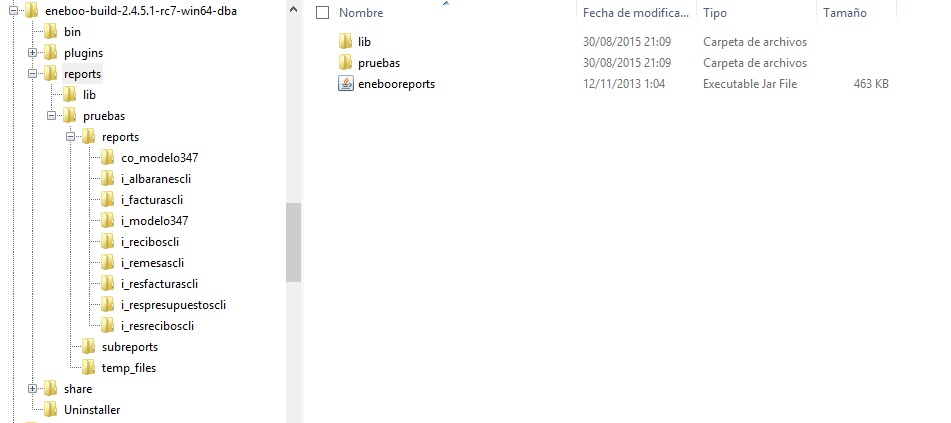 eneboo-build-2.4.5.1-rc7-win64-dba
bin
plugins
reports
lib
pruebas
reports
co_modelo347
i_albaranescli
i_facturascli
i_modelo347
i_reciboscli
i_remesascli
i_resfacturascli
i_respresupuestoscli
i_resreciboscli
subreports
temp_files
share
Uninstaller
Nombre Fecha de modifica... Tipo Tamaño
lib 30/08/2015 21:09 Carpeta de archivos
pruebas 30/08/2015 21:09 Carpeta de archivos
enebooreports 12/11/2013 1:04 Executable Jar File 463 KB